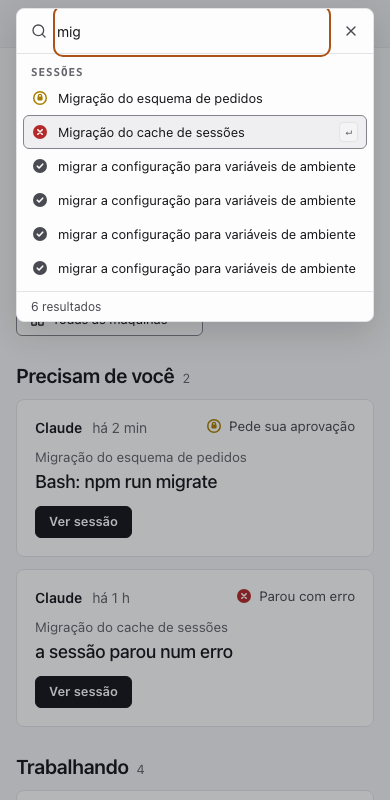 mig
SESSÕES
Migração do esquema de pedidos
Migração do cache de sessões
migrar a configuração para variáveis de ambiente
migrar a configuração para variáveis de ambiente
migrar a configuração para variáveis de ambiente
migrar a configuração para variáveis de ambiente
6 resultados
Todas as máquinas
Precisam de você 2
Claude há 2 min Pede sua aprovação
Migração do esquema de pedidos
Bash: npm run migrate
Ver sessão
Claude há 1 h Parou com erro
Migração do cache de sessões
a sessão parou num erro
Ver sessão
Trabalhando 4